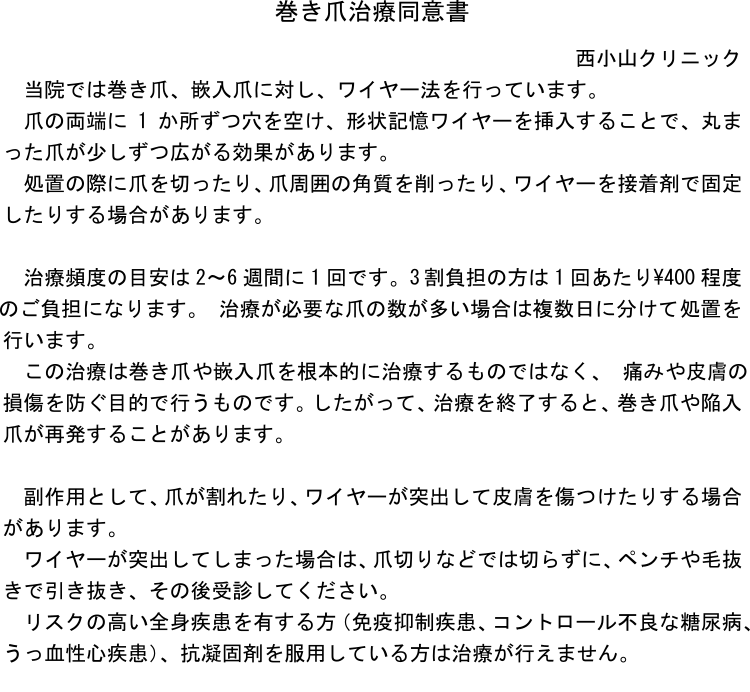 巻き爪治療同意書
西小山クリニック
当院では巻き爪、嵌入爪に対し、ワイヤー法を行っています。
爪の両端に 1 か所ずつ穴を空け、形状記憶ワイヤーを挿入することで、丸ま
った爪が少しずつ広がる効果があります。
処置の際に爪を切ったり、爪周囲の角質を削ったり、ワイヤーを接着剤で固定
したりする場合があります。
治療頻度の目安は 2～6 週間に 1 回です。3 割負担の方は 1 回あたり¥400 程度
のご負担になります。 治療が必要な爪の数が多い場合は複数日に分けて処置を
行います。
この治療は巻き爪や嵌入爪を根本的に治療するものではなく、 痛みや皮膚の
損傷を防ぐ目的で行うものです。したがって、治療を終了すると、巻き爪や陥入
爪が再発することがあります。
副作用として、爪が割れたり、ワイヤーが突出して皮膚を傷つけたりする場合
があります。
ワイヤーが突出してしまった場合は、爪切りなどでは切らずに、ペンチや毛抜
きで引き抜き、その後受診してください。
リスクの高い全身疾患を有する方（免疫抑制疾患、コントロール不良な糖尿病、
うっ血性心疾患）、抗凝固剤を服用している方は治療が行えません。